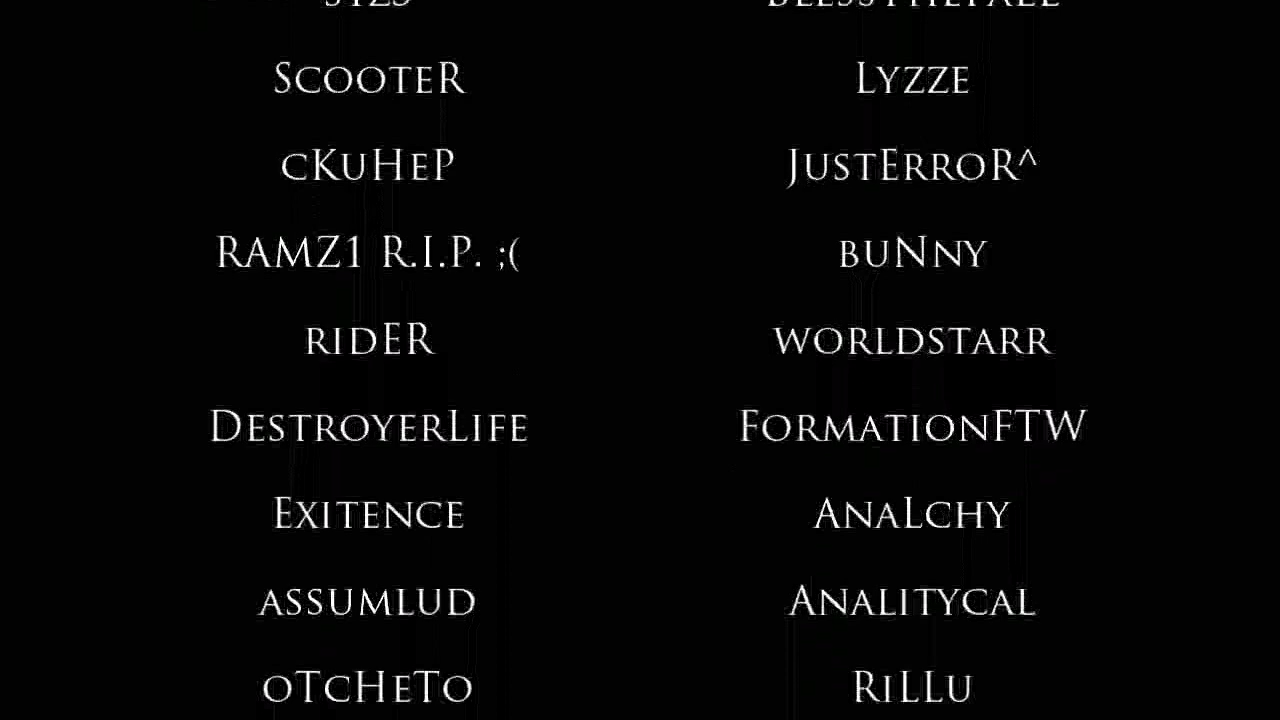 ScooteR Lyzze
cKuHeP JustErroR^
RAMZ1 R.I.P. ;( buNny
ridER worldstarr
DestroyerLife FormationFTW
Exitence AnaLchy
assumlud Analitycal
oTcHeTo RiLLu